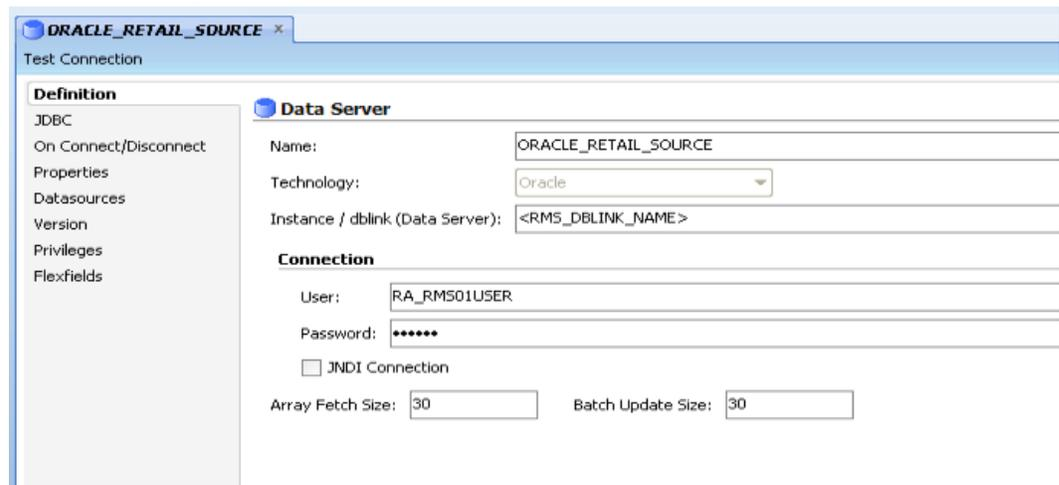 ORACLE_RETAIL_SOURCE
Test Connection
Definition
JDBC
On Connect/Disconnect
Properties
Datasources
Version
Privileges
Flexfields
Data Server
Name: ORACLE_RETAIL_SOURCE
Technology: Oracle
Instance / dblink (Data Server): <RMS_DBLINK_NAME>
Connection
User: RA_RMS01USER
Password: ••••••
JNDI Connection
Array Fetch Size: 30 Batch Update Size: 30